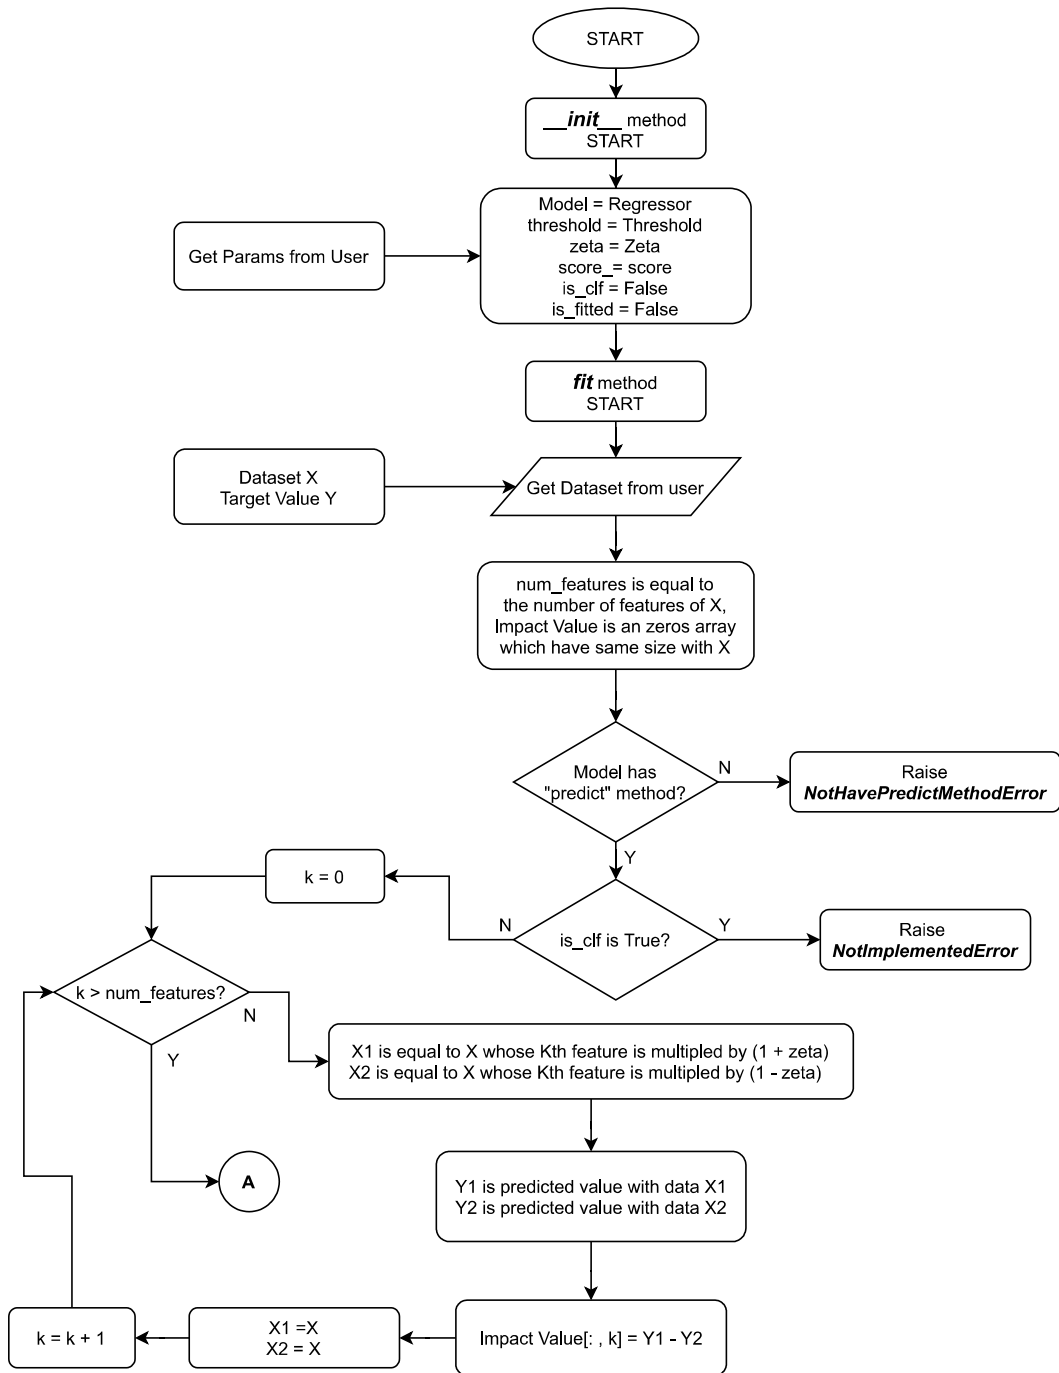 START
__init__ method
START
Model = Regressor
threshold = Threshold
zeta = Zeta
score_= score
is_clf = False
is_fitted = False
Get Params from User
fit method
START
Dataset X
Target Value Y
Get Dataset from user
num_features is equal to
the number of features of X,
Impact Value is an zeros array
which have same size with X
Model has
"predict" method?
N
Raise
NotHavePredictMethodError
Y
is_clf is True?
Y
Raise
NotImplementedError
N
k = 0
k > num_features?
N
Y
A
X1 is equal to X whose Kth feature is multipled by (1 + zeta)
X2 is equal to X whose Kth feature is multipled by (1 - zeta)
Y1 is predicted value with data X1
Y2 is predicted value with data X2
Impact Value[: , k] = Y1 - Y2
X1 =X
X2 = X
k = k + 1